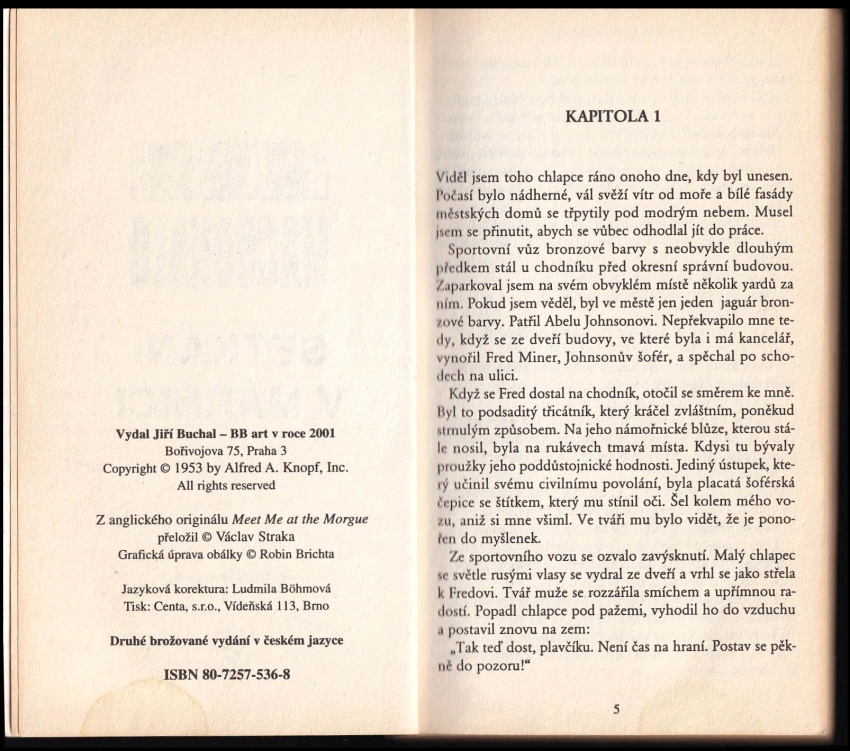 Vydal Jiří Buchal – BB art v roce 2001
Bořivojova 75, Praha 3
Copyright © 1953 by Alfred A. Knopf, Inc.
All rights reserved
Z anglického originálu Meet Me at the Morgue
přeložil © Václav Straka
Grafická úprava obálky © Robin Brichta
Jazyková korektura: Ludmila Böhmová
Tisk: Centa, s.r.o., Vídeňská 113, Brno
Druhé brožované vydání v českém jazyce
ISBN 80-7257-536-8
KAPITOLA 1
Viděl jsem toho chlapce ráno onoho dne, kdy byl unesen.
Počasí bylo nádherné, vál svěží vítr od moře a bílé fasády
městských domů se třpytily pod modrým nebem. Musel
jsem se přinutit, abych se vůbec odhodlal jít do práce.
Sportovní vůz bronzové barvy s neobvykle dlouhým
předkem stál u chodníku před okresní správní budovou.
Zaparkoval jsem na svém obvyklém místě několik yardů za
ním. Pokud jsem věděl, byl ve městě jen jeden jaguár bron-
zové barvy. Patřil Abelu Johnsonovi. Nepřekvapilo mne te-
dy, když se ze dveří budovy, ve které byla i má kancelář,
vynořil Fred Miner, Johnsonův šofér, a spěchal po scho-
dech na ulici.
Když se Fred dostal na chodník, otočil se směrem ke mně.
Byl to podsaditý třicátník, který kráčel zvláštním, poněkud
strnulým způsobem. Na jeho námořnické blůze, kterou stá-
le nosil, byla na rukávech tmavá místa. Kdysi tu bývaly
proužky jeho poddůstojnické hodnosti. Jediný ústupek, kte-
rý učinil svému civilnímu povolání, byla placatá šoférská
čepice se štítkem, který mu stínil oči. Šel kolem mého vo-
zu, aniž si mne všiml. Ve tváři mu bylo vidět, že je pono-
řen do myšlenek.
Ze sportovního vozu se ozvalo zavýsknutí. Malý chlapec
se světle rusými vlasy se vydral ze dveří a vrhl se jako střela
k Fredovi. Tvář muže se rozzářila smíchem a upřímnou ra-
dostí. Popadl chlapce pod pažemi, vyhodil ho do vzduchu
a postavil znovu na zem:
„Tak teď dost, plavčíku. Není čas na hraní. Postav se pěk-
ně do pozoru!“
5